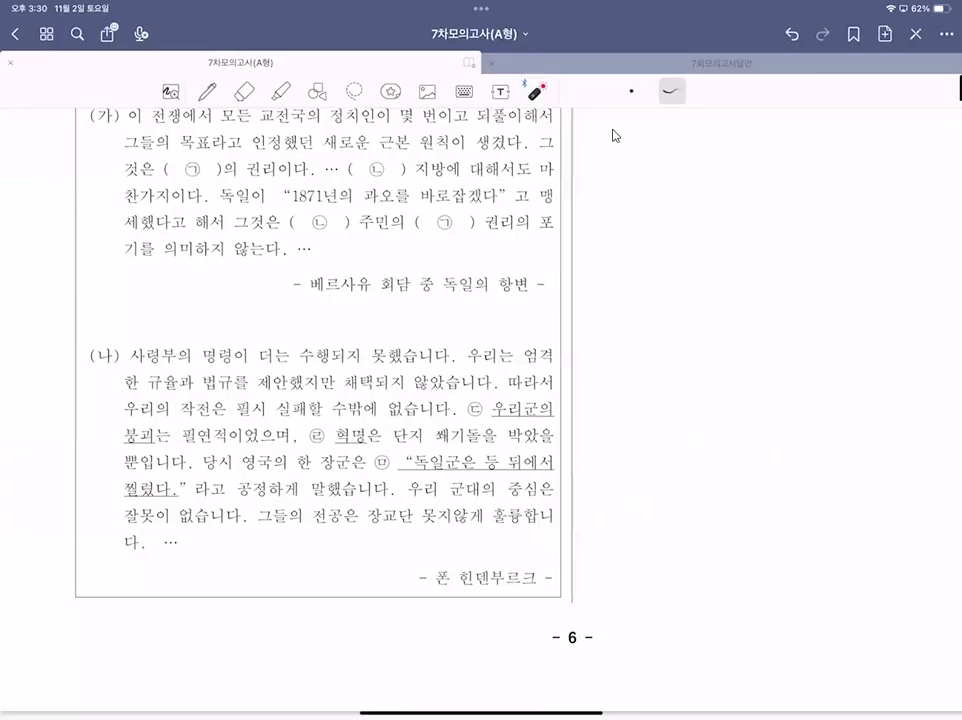 오후 3:30 11월 2일 토요일
62%
7차모의고사(A형)
7차모의고사(A형)
7회모의고사답안
(가) 이 전쟁에서 모든 교전국의 정치인이 몇 번이고 되풀이해서
그들의 목표라고 인정했던 새로운 근본 원칙이 생겼다. 그
것은 ( ㉠ )의 권리이다. … ( ㉡ ) 지방에 대해서도 마
찬가지이다. 독일이 “1871년의 과오를 바로잡겠다” 고 맹
세했다고 해서 그것은 ( ㉡ ) 주민의 ( ㉠ ) 권리의 포
기를 의미하지 않는다. …
- 베르사유 회담 중 독일의 항변 -
(나) 사령부의 명령이 더는 수행되지 못했습니다. 우리는 엄격
한 규율과 법규를 제안했지만 채택되지 않았습니다. 따라서
우리의 작전은 필시 실패할 수밖에 없습니다. ㉢ 우리군의
붕괴는 필연적이었으며, ㉣ 혁명은 단지 쐐기돌을 박았을
뿐입니다. 당시 영국의 한 장군은 ㉤ “독일군은 등 뒤에서
찔렸다.” 라고 공정하게 말했습니다. 우리 군대의 중심은
잘못이 없습니다. 그들의 전공은 장교단 못지않게 훌륭합니
다. …
- 폰 힌덴부르크 -
- 6 -